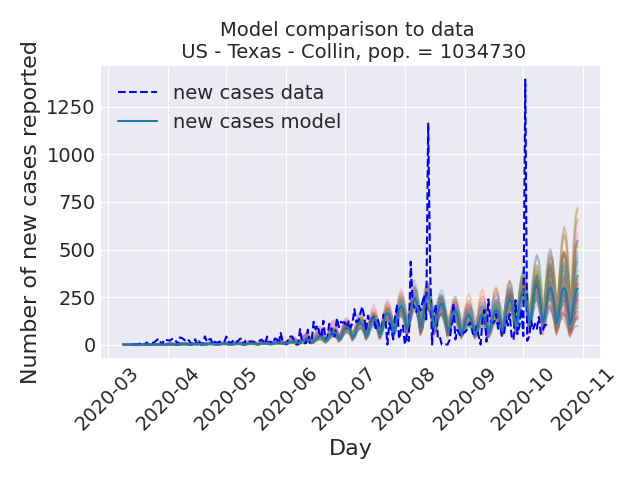 Model comparison to data
US - Texas - Collin, pop. = 1034730
Number of new cases reported
1250
1000
750
500
250
0
new cases data
new cases model
2020-03
2020-04
2020-05
2020-06
2020-07
2020-08
2020-09
2020-10
2020-11
Day